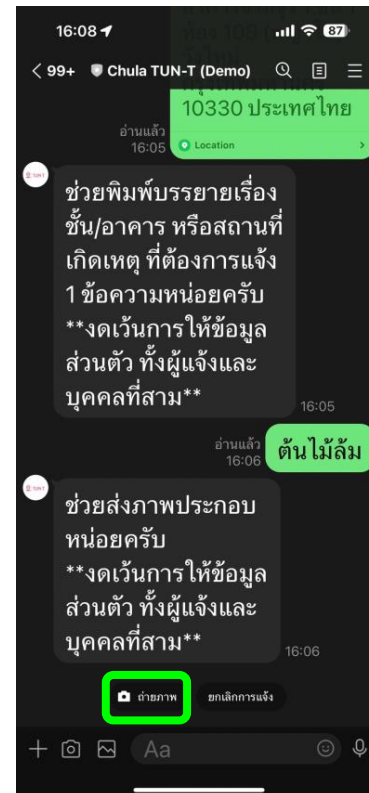 16:08
87
99+ Chula TUN-T (Demo)
10330 ประเทศไทย
อ่านแล้ว
16:05
Location
ช่วยพิมพ์บรรยายเรื่อง
ชั้น/อาคาร หรือสถานที่
เกิดเหตุ ที่ต้องการแจ้ง
1 ข้อความหน่อยครับ
**งดเว้นการให้ข้อมูล
ส่วนตัว ทั้งผู้แจ้งและ
บุคคลที่สาม**
16:05
อ่านแล้ว
16:06
ต้นไม้ล้ม
ช่วยส่งภาพประกอบ
หน่อยครับ
**งดเว้นการให้ข้อมูล
ส่วนตัว ทั้งผู้แจ้งและ
บุคคลที่สาม**
16:06
ถ่ายภาพ ยกเลิกการแจ้ง
Aa